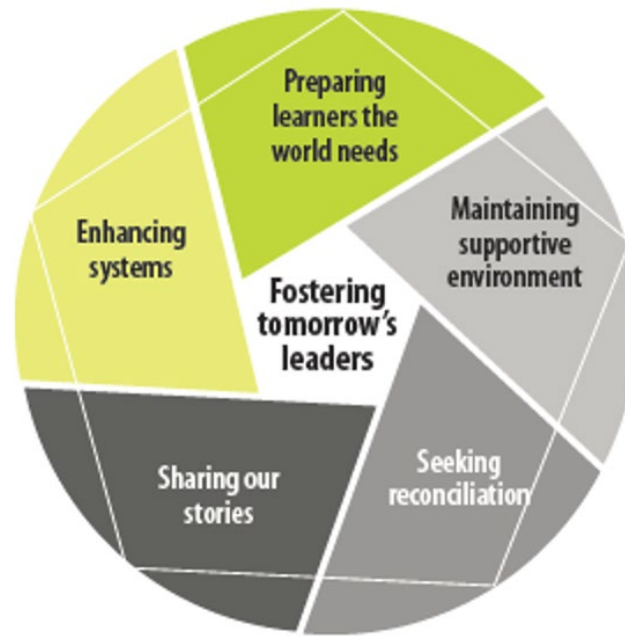 Preparing
learners the
world needs
Maintaining
supportive
environment
Enhancing
systems
Fostering
tomorrow's
leaders
Seeking
reconciliation
Sharing our
stories